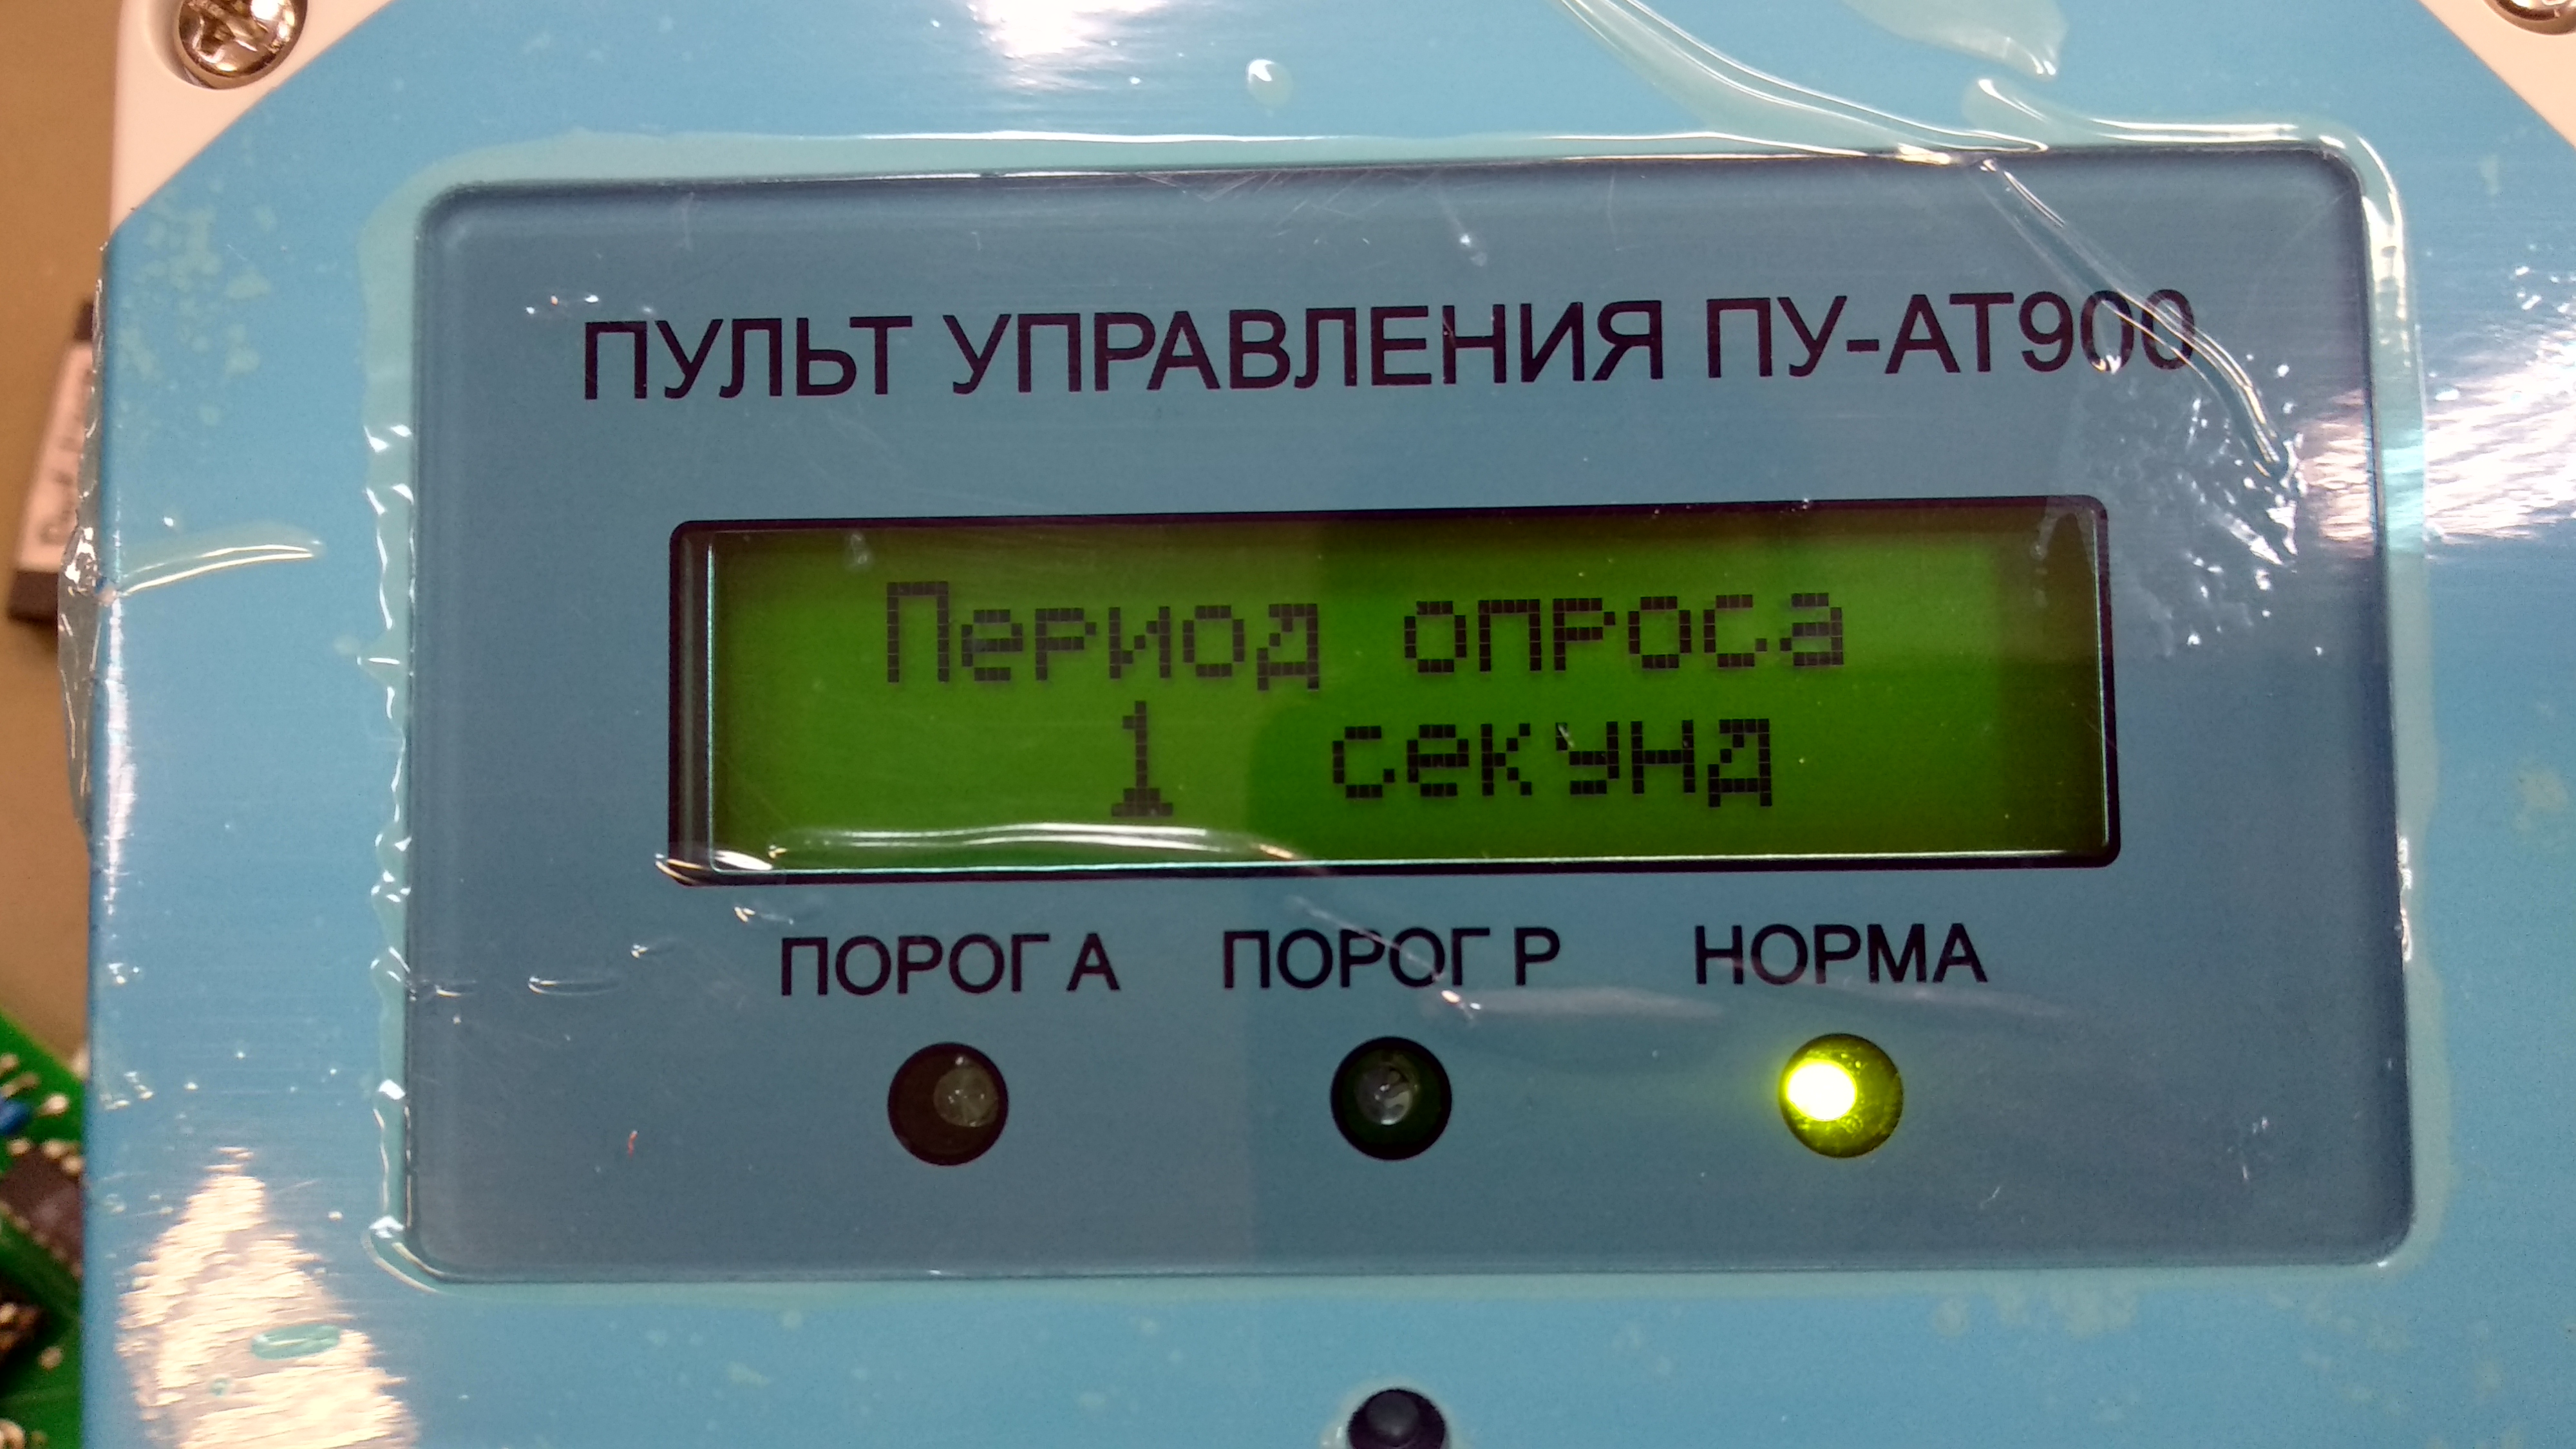 ПУЛЬТ УПРАВЛЕНИЯ ПУ-АТ900
Период опроса
1 секунд
ПОРОГ А ПОРОГ Р НОРМА